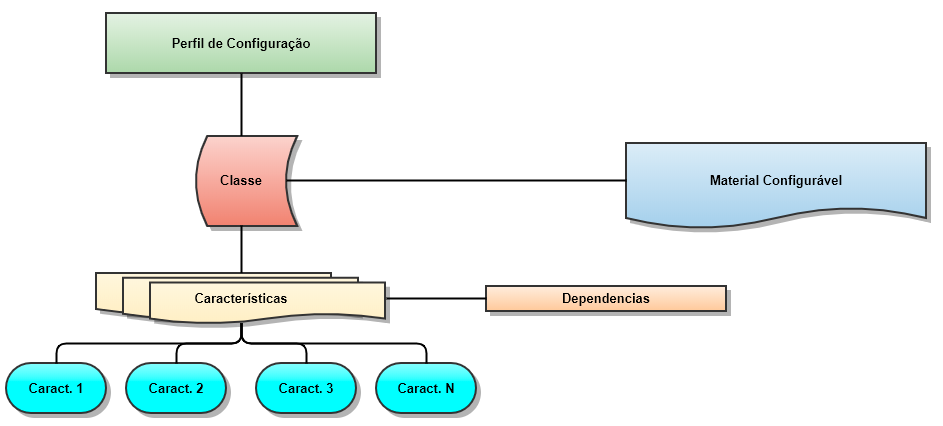 Perfil de Configuração
Classe
Material Configurável
Características
Dependencias
Caract. 1
Caract. 2
Caract. 3
Caract. N